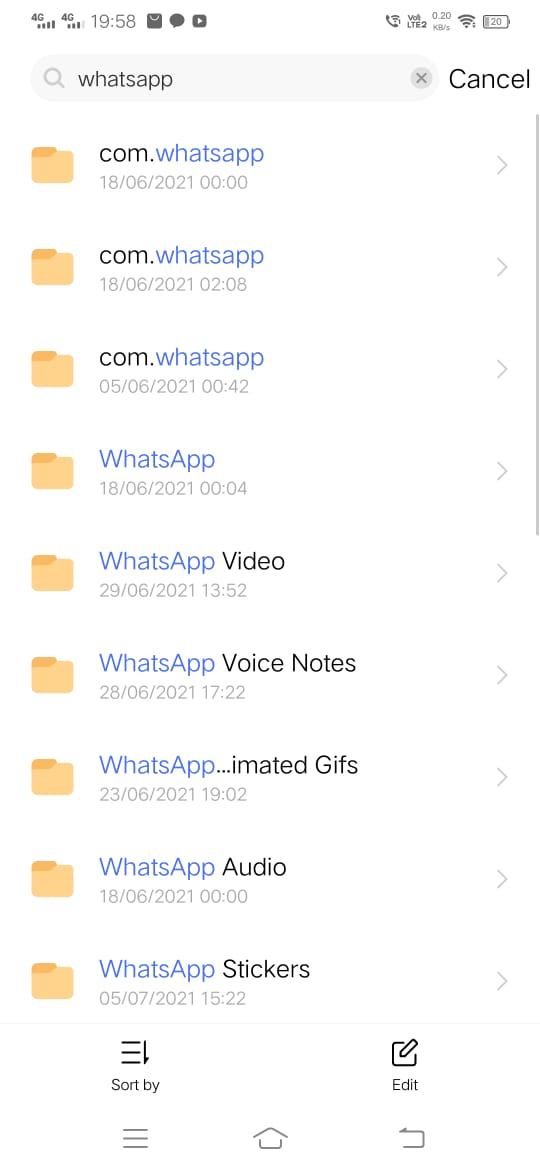 4G 4G 19:58 Vo)) LTE2 0.20 KB/s 20
whatsapp Cancel
com.whatsapp
18/06/2021 00:00
com.whatsapp
18/06/2021 02:08
com.whatsapp
05/06/2021 00:42
WhatsApp
18/06/2021 00:04
WhatsApp Video
29/06/2021 13:52
WhatsApp Voice Notes
28/06/2021 17:22
WhatsApp...imated Gifs
23/06/2021 19:02
WhatsApp Audio
18/06/2021 00:00
WhatsApp Stickers
05/07/2021 15:22
Sort by Edit